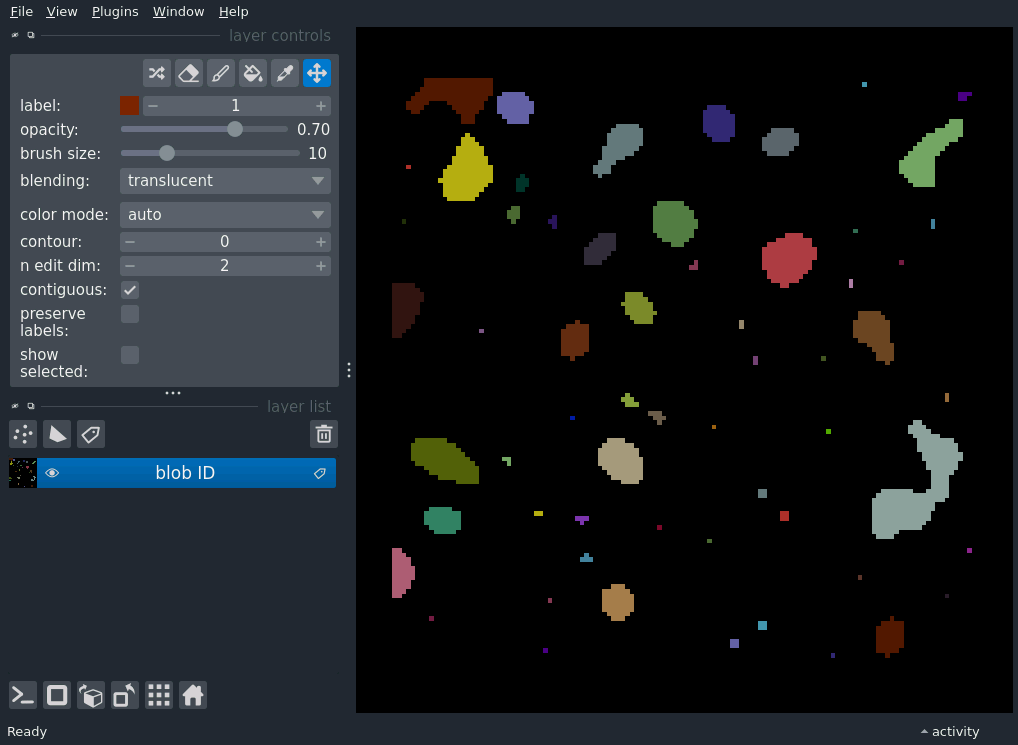 File View Plugins Window Help
layer controls
label: 1
opacity: 0.70
brush size: 10
blending: translucent
color mode: auto
contour: 0
n edit dim: 2
contiguous:
preserve
labels:
show
selected:
layer list
blob ID
Ready activity